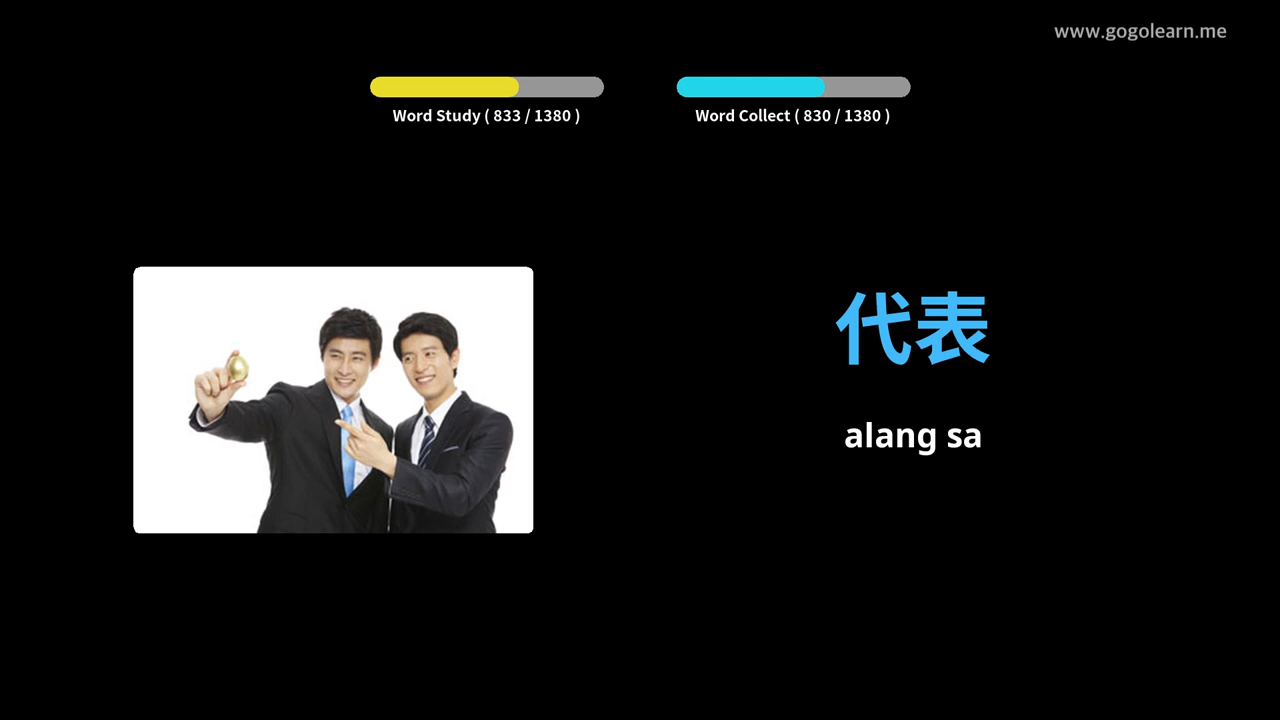 www.gogolearn.me
Word Study ( 833 / 1380 )
Word Collect ( 830 / 1380 )
代表
alang sa